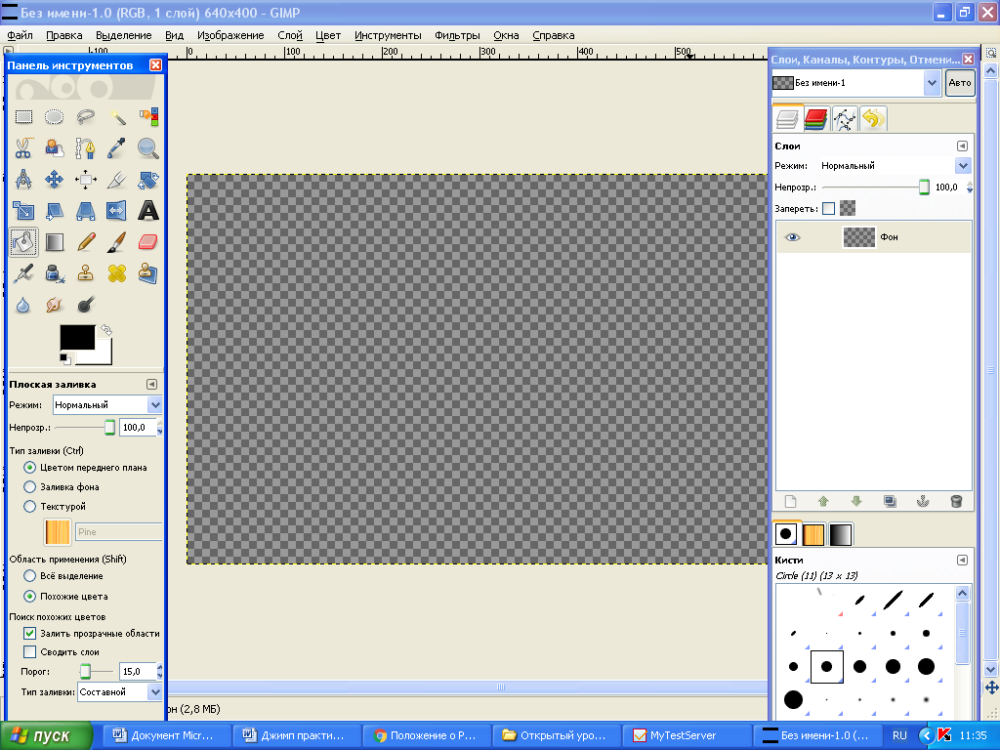 Без имени-1.0 (RGB, 1 слой) 640x400 - GIMP
Файл Правка Выделение Вид Изображение Слой Цвет Инструменты Фильтры Окна Справка
-100 0 100 200 300 400 500
Панель инструментов
Плоская заливка
Режим: Нормальный
Непрозр.: 100,0
Тип заливки (Ctrl)
Цветом переднего плана
Заливка фона
Текстурой
Pine
Область применения (Shift)
Всё выделение
Похожие цвета
Поиск похожих цветов
Залить прозрачные области
Сводить слои
Порог: 15,0
Тип заливки: Составной
он (2,8 МБ)
Слои, Каналы, Контуры, Отмени...
Без имени-1 Авто
Слои
Режим: Нормальный
Непрозр.: 100,0
Запереть:
Фон
Кисти
Circle (11) (13 x 13)
пуск Документ Micr... Джимп практи... Положение о Р... Открытый уро... MyTestServer Без имени-1.0 (... RU 11:35